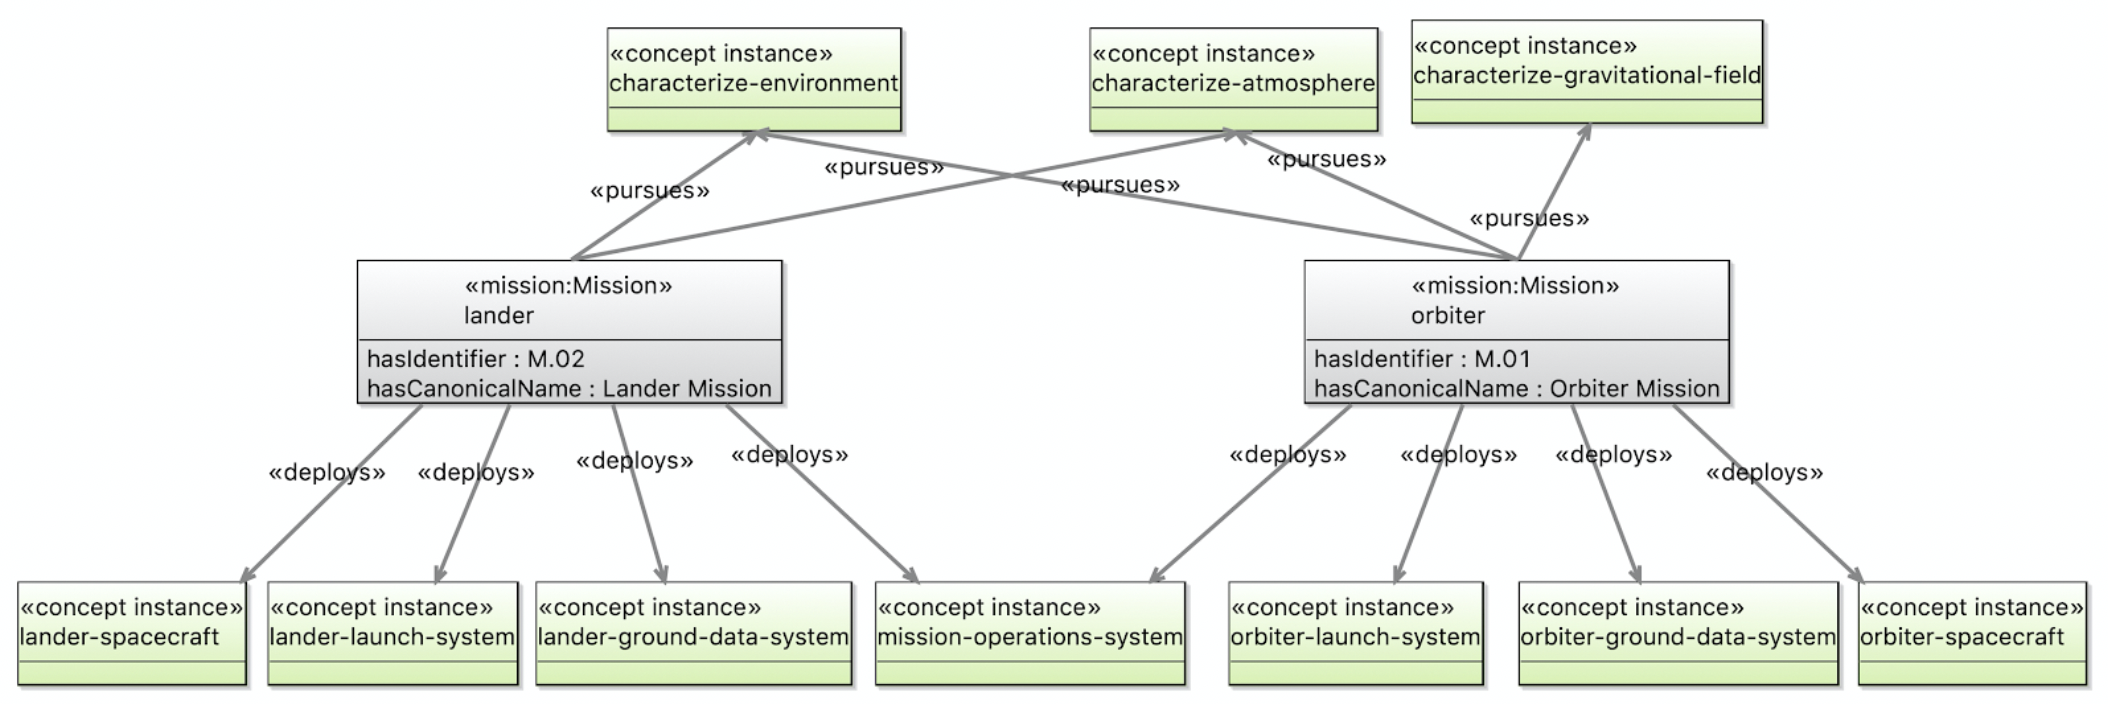 «concept instance»
characterize-environment
«concept instance»
characterize-atmosphere
«concept instance»
characterize-gravitational-field
«pursues»
«pursues»
«pursues»
«pursues»
«pursues»
«mission:Mission»
lander
hasIdentifier : M.02
hasCanonicalName : Lander Mission
«mission:Mission»
orbiter
hasIdentifier : M.01
hasCanonicalName : Orbiter Mission
«deploys»
«deploys»
«deploys»
«deploys»
«deploys»
«deploys»
«deploys»
«deploys»
«concept instance»
lander-spacecraft
«concept instance»
lander-launch-system
«concept instance»
lander-ground-data-system
«concept instance»
mission-operations-system
«concept instance»
orbiter-launch-system
«concept instance»
orbiter-ground-data-system
«concept instance»
orbiter-spacecraft